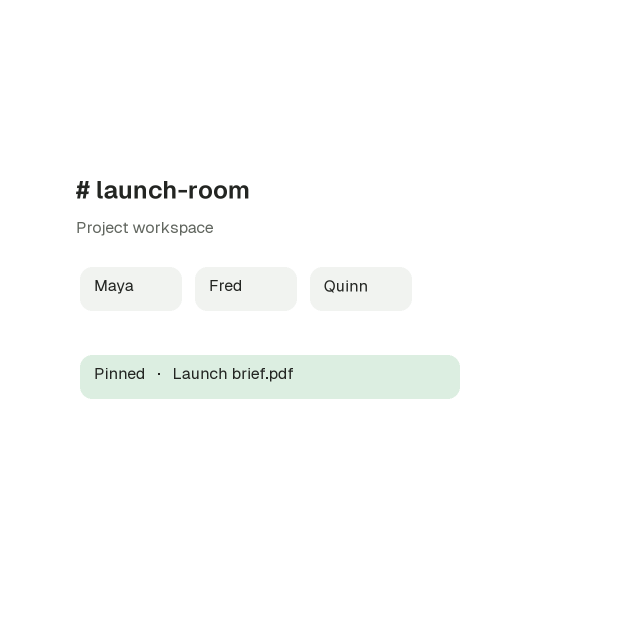 # launch-room
Project workspace
Maya Fred Quinn
Pinned · Launch brief.pdf